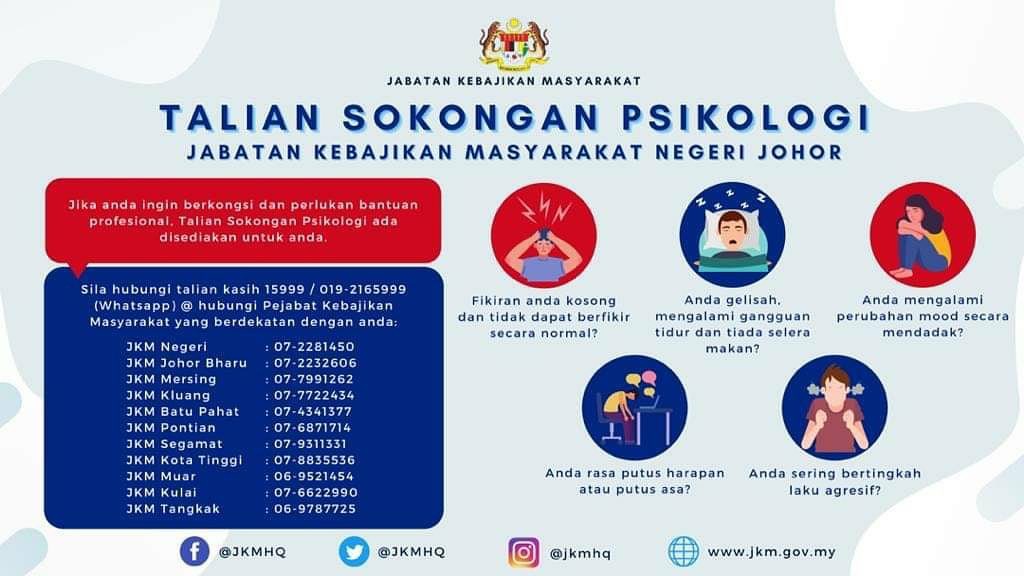 JABATAN KEBAJIKAN MASYARAKAT
TALIAN SOKONGAN PSIKOLOGI
JABATAN KEBAJIKAN MASYARAKAT NEGERI JOHOR
Jika anda ingin berkongsi dan perlukan bantuan
profesional, Talian Sokongan Psikologi ada
disediakan untuk anda.
Sila hubungi talian kasih 15999 / 019-2165999
(Whatsapp) @ hubungi Pejabat Kebajikan
Masyarakat yang berdekatan dengan anda:
JKM Negeri : 07-2281450
JKM Johor Bharu : 07-2232606
JKM Mersing : 07-7991262
JKM Kluang : 07-7722434
JKM Batu Pahat : 07-4341377
JKM Pontian : 07-6871714
JKM Segamat : 07-9311331
JKM Kota Tinggi : 07-8835536
JKM Muar : 06-9521454
JKM Kulai : 07-6622990
JKM Tangkak : 06-9787725
Fikiran anda kosong
dan tidak dapat berfikir
secara normal?
Anda gelisah,
mengalami gangguan
tidur dan tiada selera
makan?
Anda mengalami
perubahan mood secara
mendadak?
Anda rasa putus harapan
atau putus asa?
Anda sering bertingkah
laku agresif?
@JKMHQ
@JKMHQ
@jkmhq
www.jkm.gov.my